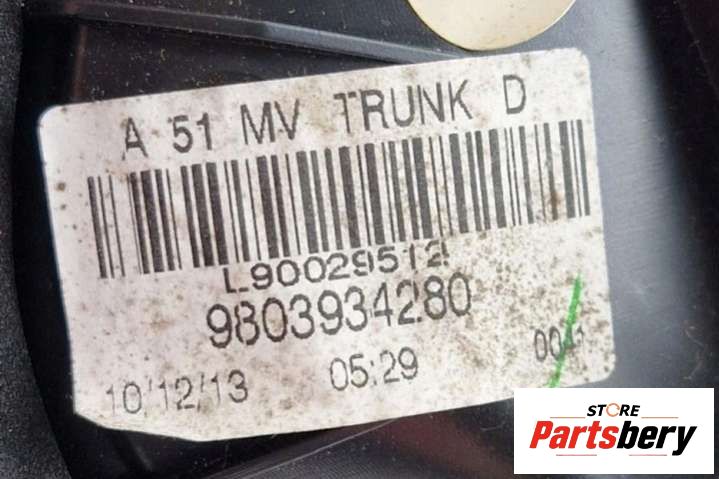 A 51 MV TRUNK D
L90029512
9803934280
10/12/13 05:29 0041
STORE
Partsbery